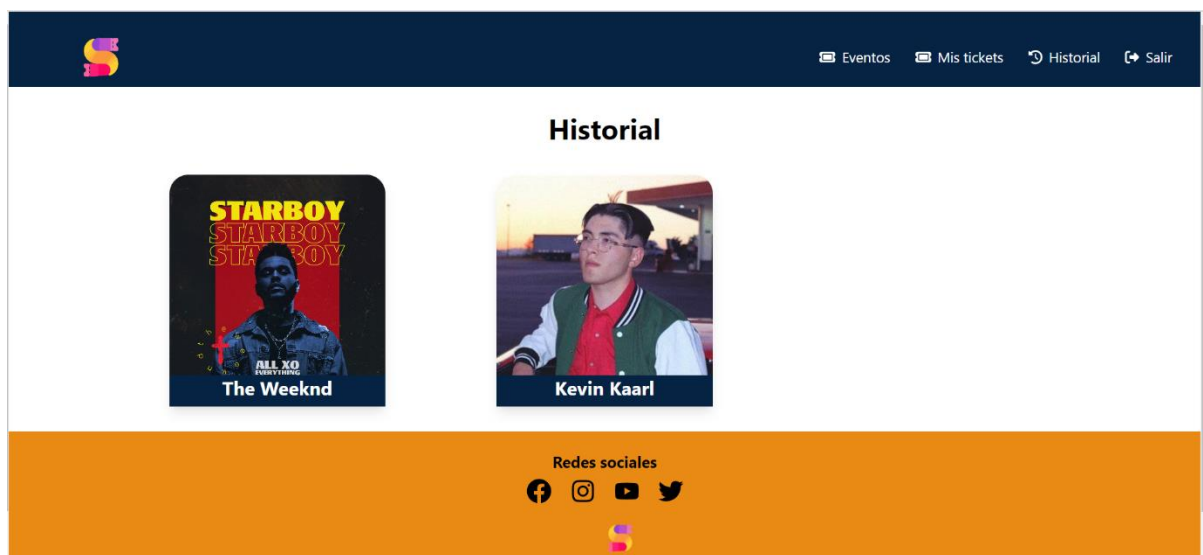 Eventos
Mis tickets
Historial
Salir
Historial
STARBOY
STARBOY
STARBOY
ALL XO
EVERYTHING
The Weeknd
Kevin Kaarl
Redes sociales